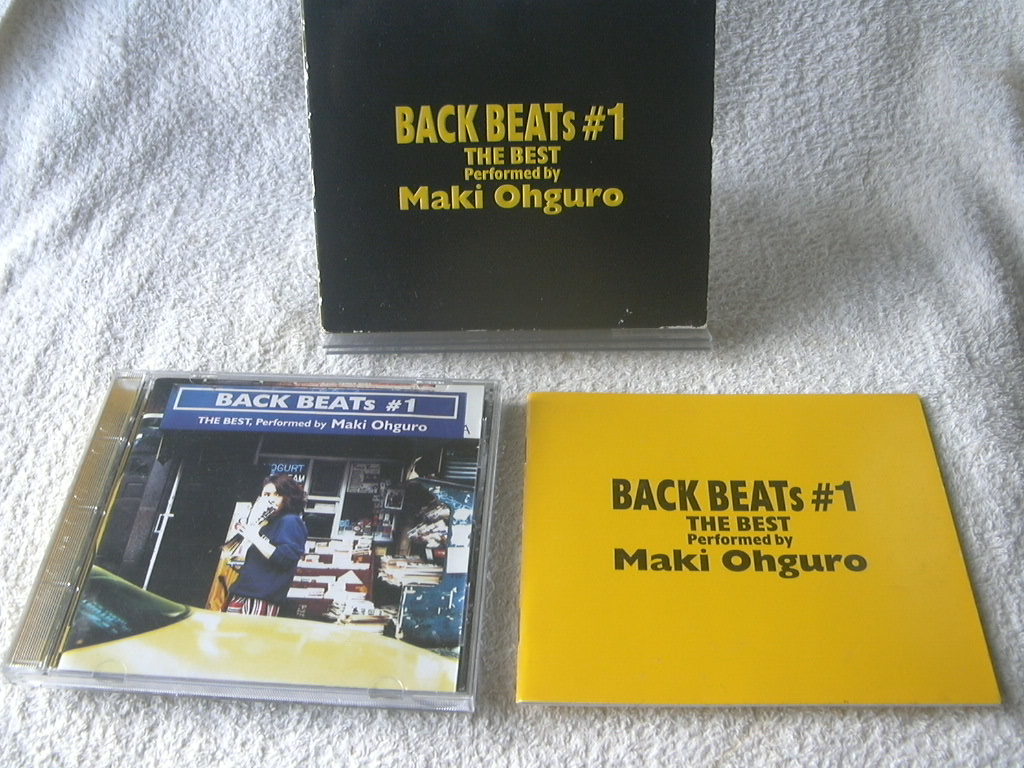 BACK BEATs #1
THE BEST
Performed by
Maki Ohguro
BACK BEATs #1
THE BEST, Performed by Maki Ohguro
OGURT
BACK BEATs #1
THE BEST
Performed by
Maki Ohguro